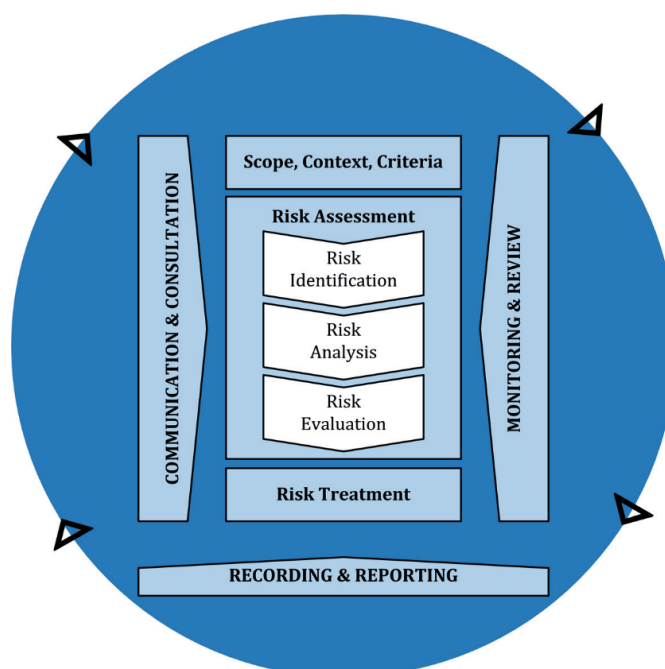 Scope, Context, Criteria
Risk Assessment
Risk
Identification
Risk
Analysis
Risk
Evaluation
Risk Treatment
COMMUNICATION & CONSULTATION
MONITORING & REVIEW
RECORDING & REPORTING